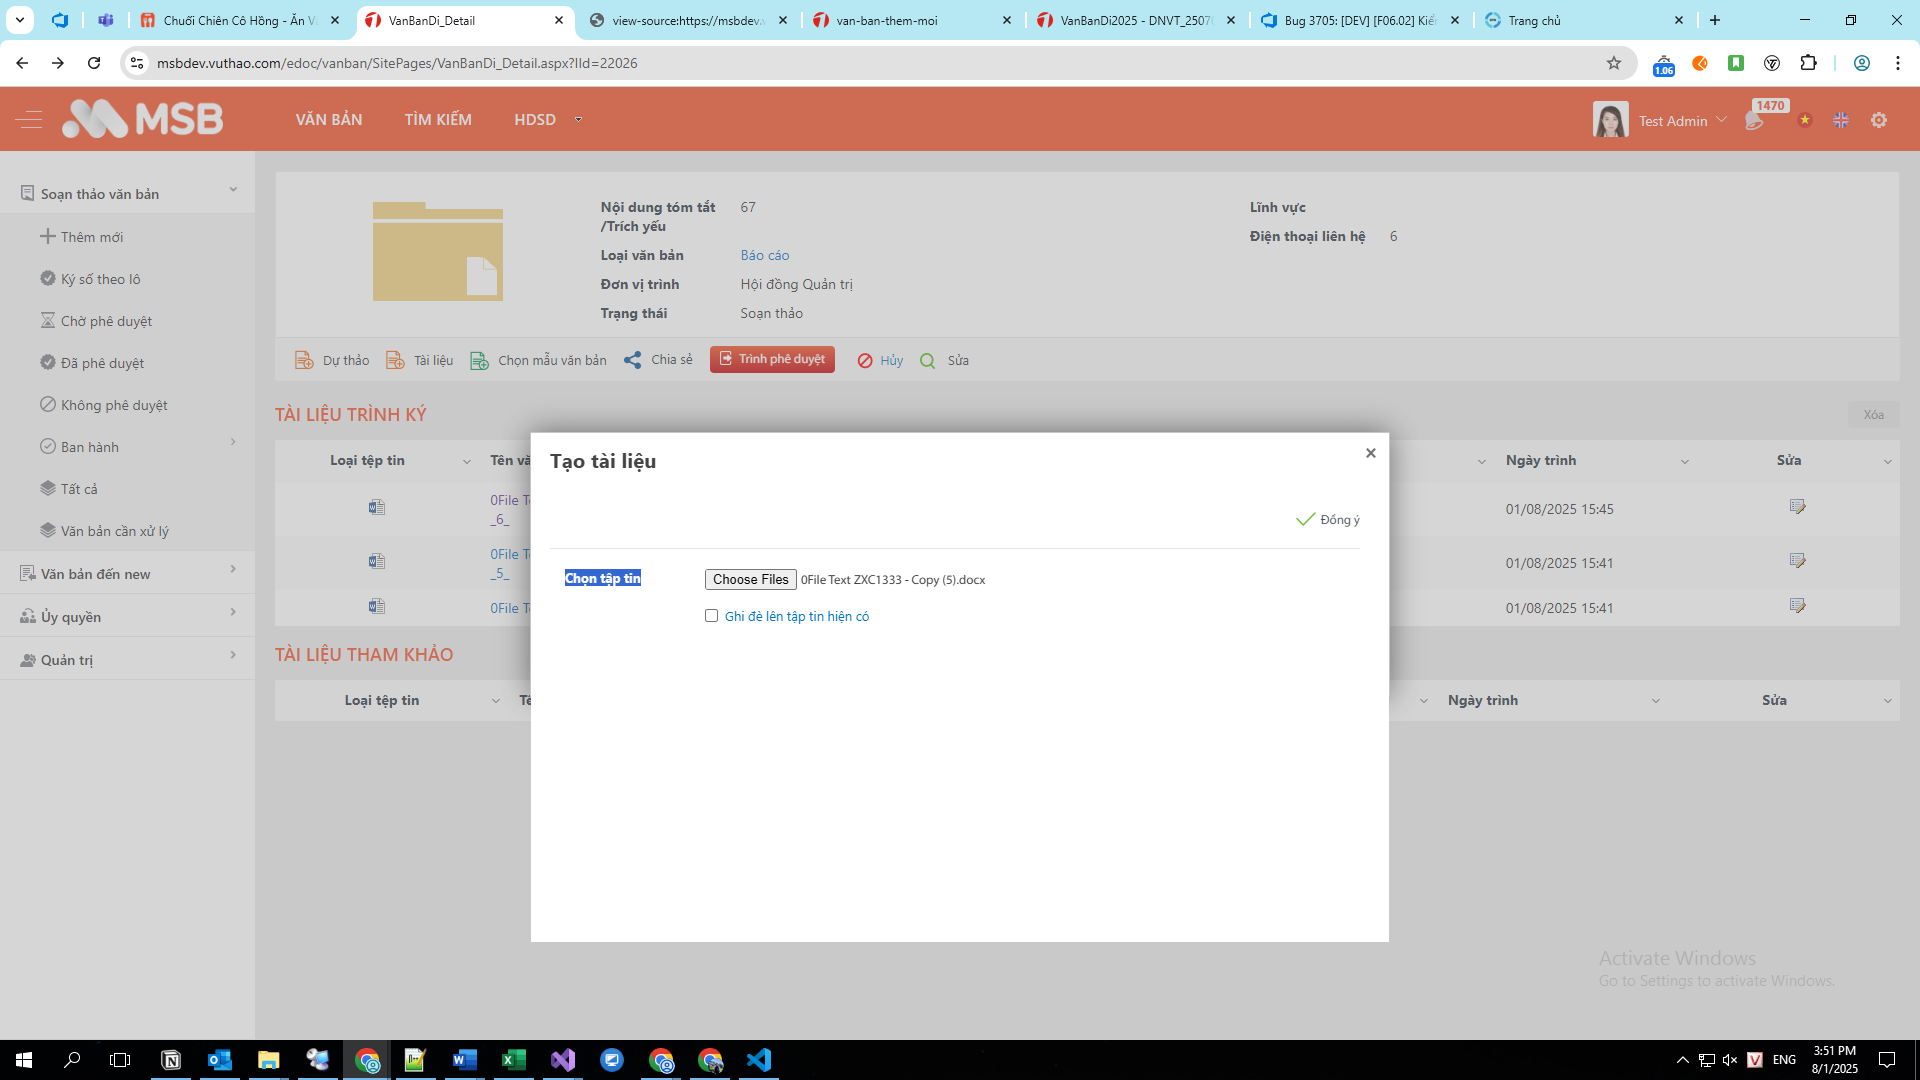 Chuối Chiên Cô Hồng - Ăn V
VanBanDi_Detail
view-source:https://msbdev.v
van-ban-them-moi
VanBanDi2025 - DNVT_2507
Bug 3705: [DEV] [F06.02] Kiể
Trang chủ
msbdev.vuthao.com/edoc/vanban/SitePages/VanBanDi_Detail.aspx?IId=22026
1.06
MSB
VĂN BẢN
TÌM KIẾM
HDSD
Test Admin
1470
Soạn thảo văn bản
Thêm mới
Ký số theo lô
Chờ phê duyệt
Đã phê duyệt
Không phê duyệt
Ban hành
Tất cả
Văn bản cần xử lý
Văn bản đến new
Ủy quyền
Quản trị
Nội dung tóm tắt /Trích yếu 67
Loại văn bản Báo cáo
Đơn vị trình Hội đồng Quản trị
Trạng thái Soạn thảo
Lĩnh vực
Điện thoại liên hệ 6
Dự thảo Tài liệu Chọn mẫu văn bản Chia sẻ Trình phê duyệt Hủy Sửa
TÀI LIỆU TRÌNH KÝ
Xóa
Loại tệp tin Tên vă Ngày trình Sửa
0File Te
_6_
01/08/2025 15:45
0File Te
_5_
01/08/2025 15:41
0File Te
01/08/2025 15:41
TÀI LIỆU THAM KHẢO
Loại tệp tin Tê Ngày trình Sửa
Tạo tài liệu
Đồng ý
Chọn tập tin Choose Files 0File Text ZXC1333 - Copy (5).docx
Ghi đè lên tập tin hiện có
Activate Windows
Go to Settings to activate Windows.
ENG
3:51 PM
8/1/2025